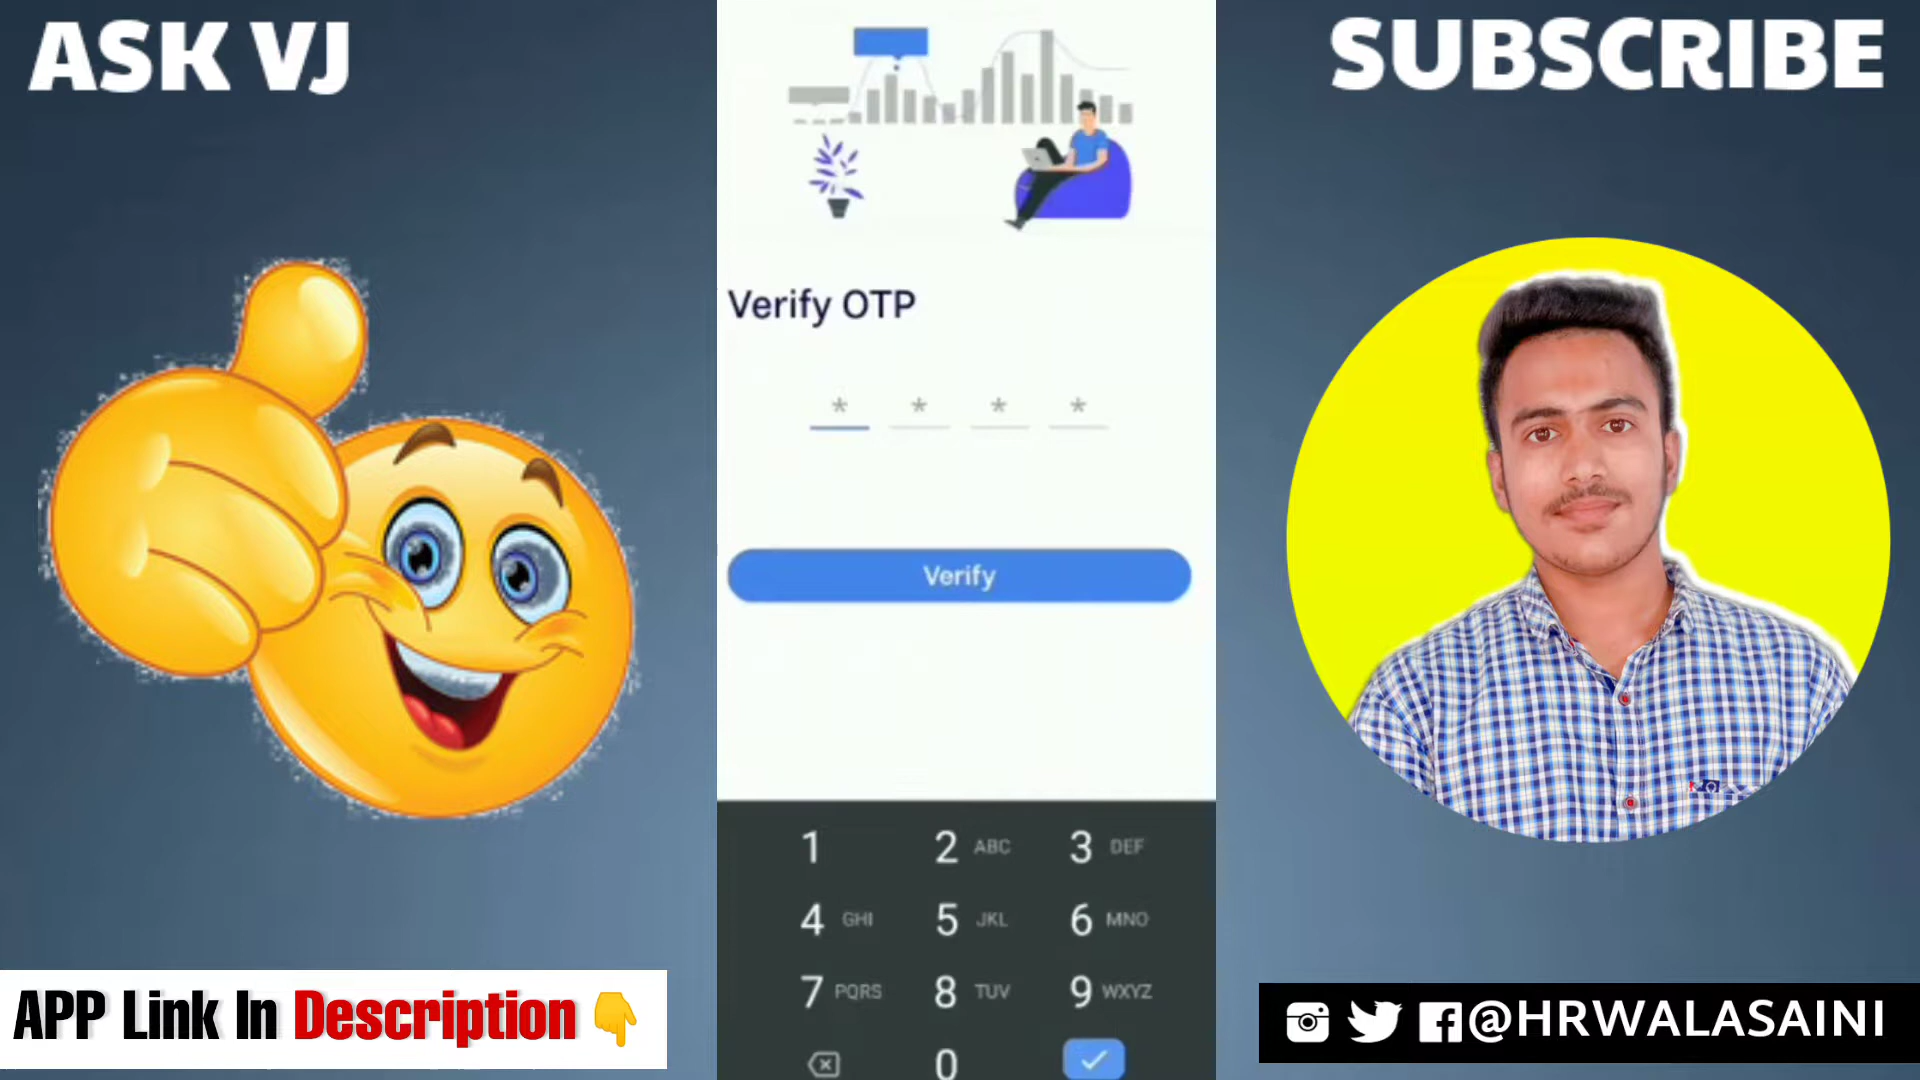 ASK VJ
SUBSCRIBE
Verify OTP
* * * *
Verify
1 2 ABC 3 DEF
4 GHI 5 JKL 6 MNO
7 PQRS 8 TUV 9 WXYZ
0
APP Link In Description
@HRWALASAINI